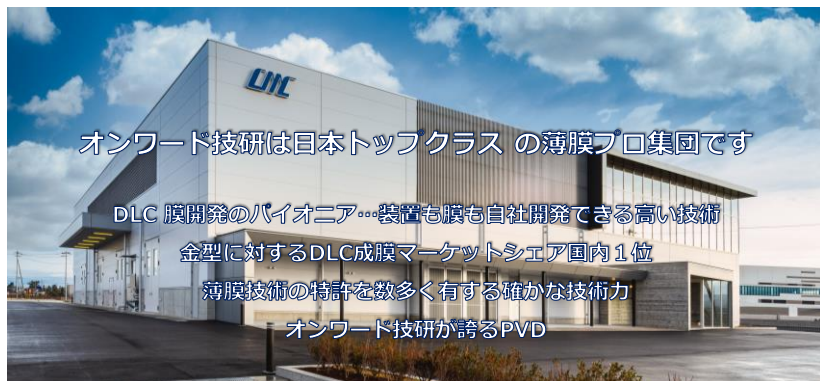 オンワード技研は日本トップクラス の薄膜プロ集団です
DLC 膜開発のパイオニア…装置も膜も自社開発できる高い技術
金型に対するDLC成膜マーケットシェア国内１位
薄膜技術の特許を数多く有する確かな技術力
オンワード技研が誇るPVD